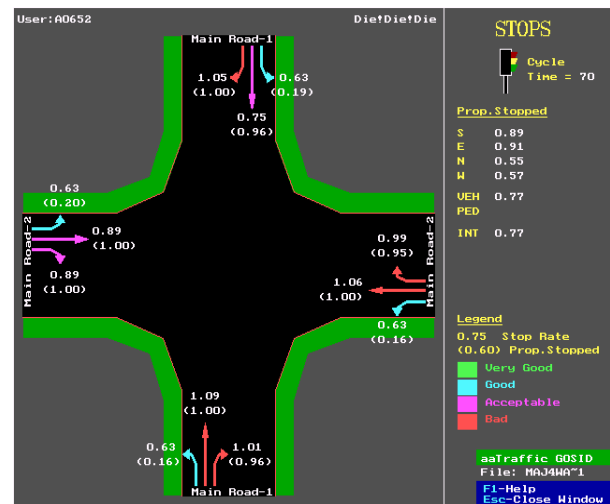 User:A0652
Die!Die!Die
Main Road-1
1.05
(1.00)
0.63
(0.19)
0.75
(0.96)
0.63
(0.20)
0.89
(1.00)
0.89
(1.00)
Main Road-2
0.99
(0.95)
1.06
(1.00)
0.63
(0.16)
Main Road-2
1.09
(1.00)
0.63
(0.16)
1.01
(0.96)
Main Road-1
STOPS
Cycle
Time = 70
Prop.Stopped
S 0.89
E 0.91
N 0.55
W 0.57
VEH 0.77
PED
INT 0.77
Legend
0.75 Stop Rate
(0.60) Prop.Stopped
Very Good
Good
Acceptable
Bad
aaTraffic GOSID
File: MAJ4WA~1
F1-Help
Esc-Close Window